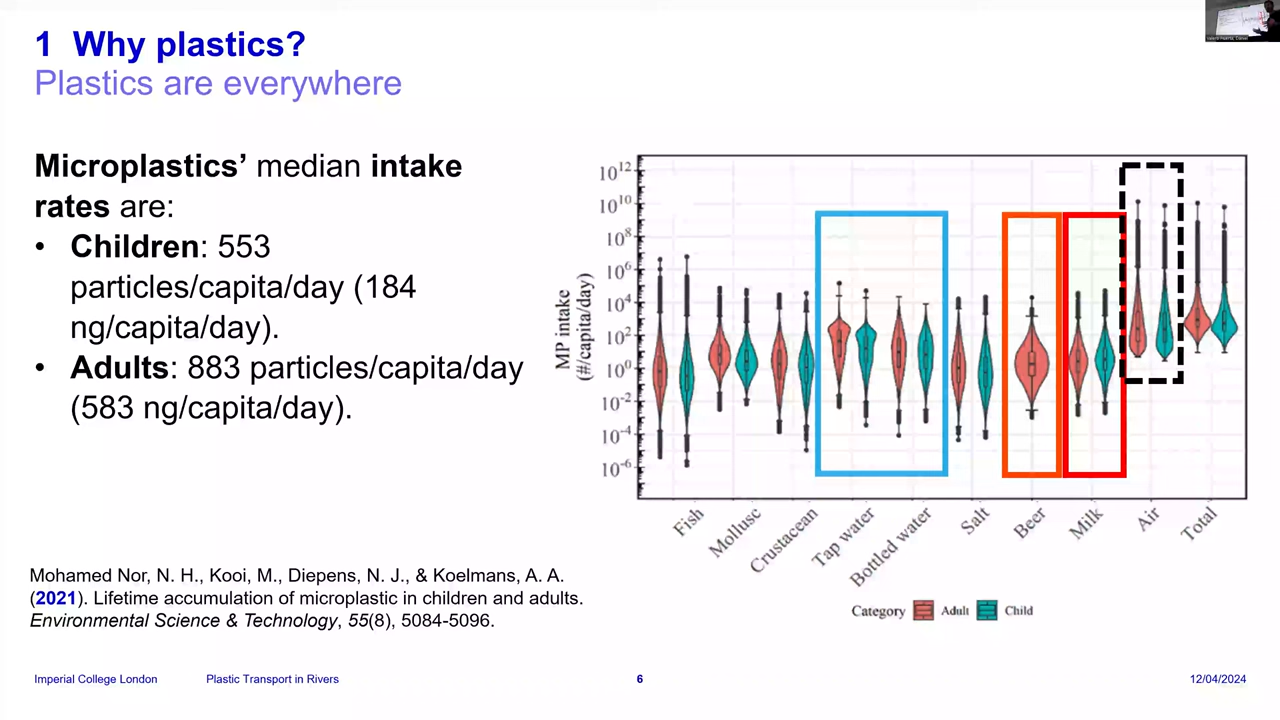 1 Why plastics?
Plastics are everywhere
Microplastics’ median intake
rates are:
• Children: 553
particles/capita/day (184
ng/capita/day).
• Adults: 883 particles/capita/day
(583 ng/capita/day).
MP intake
(#/capita/day)
10¹²
10¹⁰
10⁸
10⁶
10⁴
10²
10⁰
10⁻²
10⁻⁴
10⁻⁶
Fish
Mollusc
Crustacean
Tap water
Bottled water
Salt
Beer
Milk
Air
Total
Category Adult Child
Mohamed Nor, N. H., Kooi, M., Diepens, N. J., & Koelmans, A. A.
(2021). Lifetime accumulation of microplastic in children and adults.
Environmental Science & Technology, 55(8), 5084-5096.
Imperial College London Plastic Transport in Rivers 6 12/04/2024